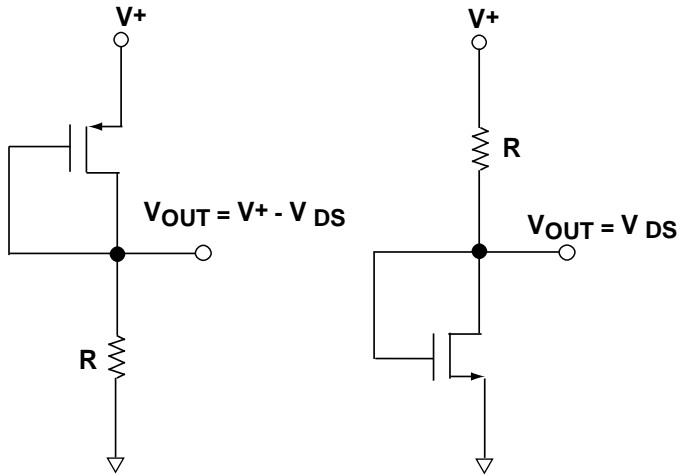 V+
VOUT = V+ - V DS
R
V+
R
VOUT = V DS